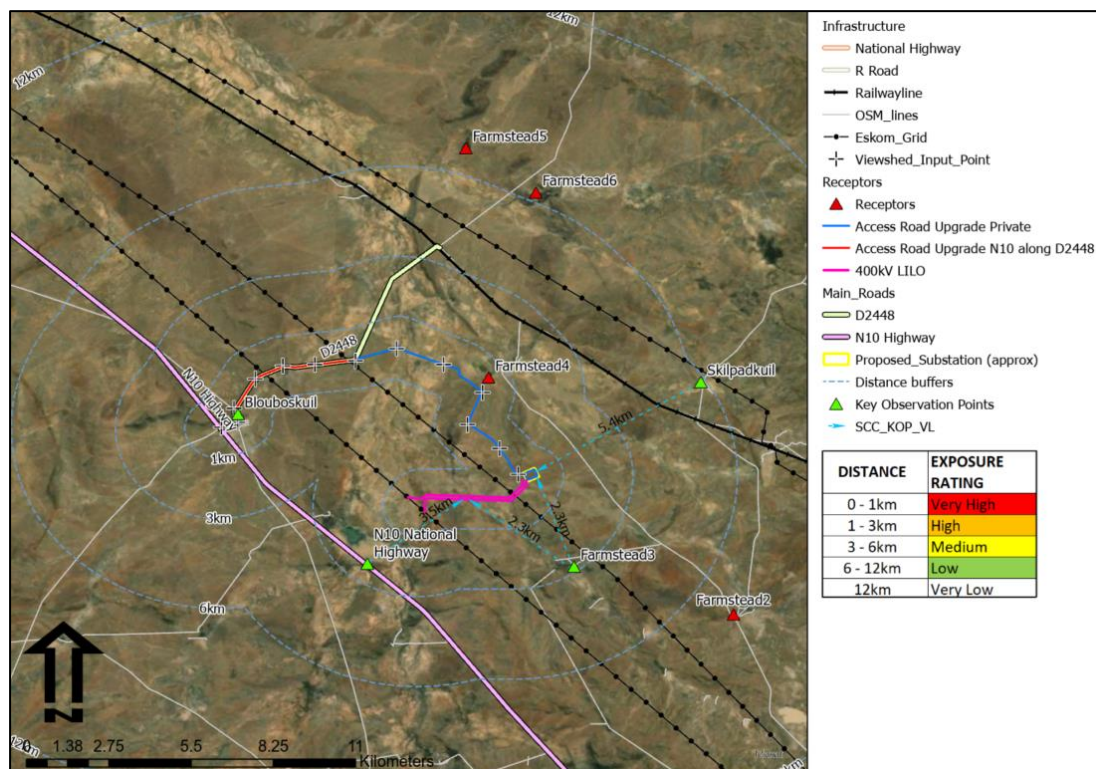 12km
12km
Farmstead5
Farmstead6
D2448
Farmstead4
Skilpadkuil
N10 Highway
Blouboskuil
5.4km
1km
3km
3.5km
2.3km
2.3km
N10 National
Highway
Farmstead3
6km
Farmstead2
N
0 1.38 2.75 5.5 8.25 11
Kilometers
Infrastructure
National Highway
R Road
Railwayline
OSM_lines
Eskom_Grid
Viewshed_Input_Point
Receptors
Receptors
Access Road Upgrade Private
Access Road Upgrade N10 along D2448
400kV LILO
Main_Roads
D2448
N10 Highway
Proposed_Substation (approx)
Distance buffers
Key Observation Points
SCC_KOP_VL
DISTANCE EXPOSURE
RATING
0 - 1km Very High
1 - 3km High
3 - 6km Medium
6 - 12km Low
12km Very Low